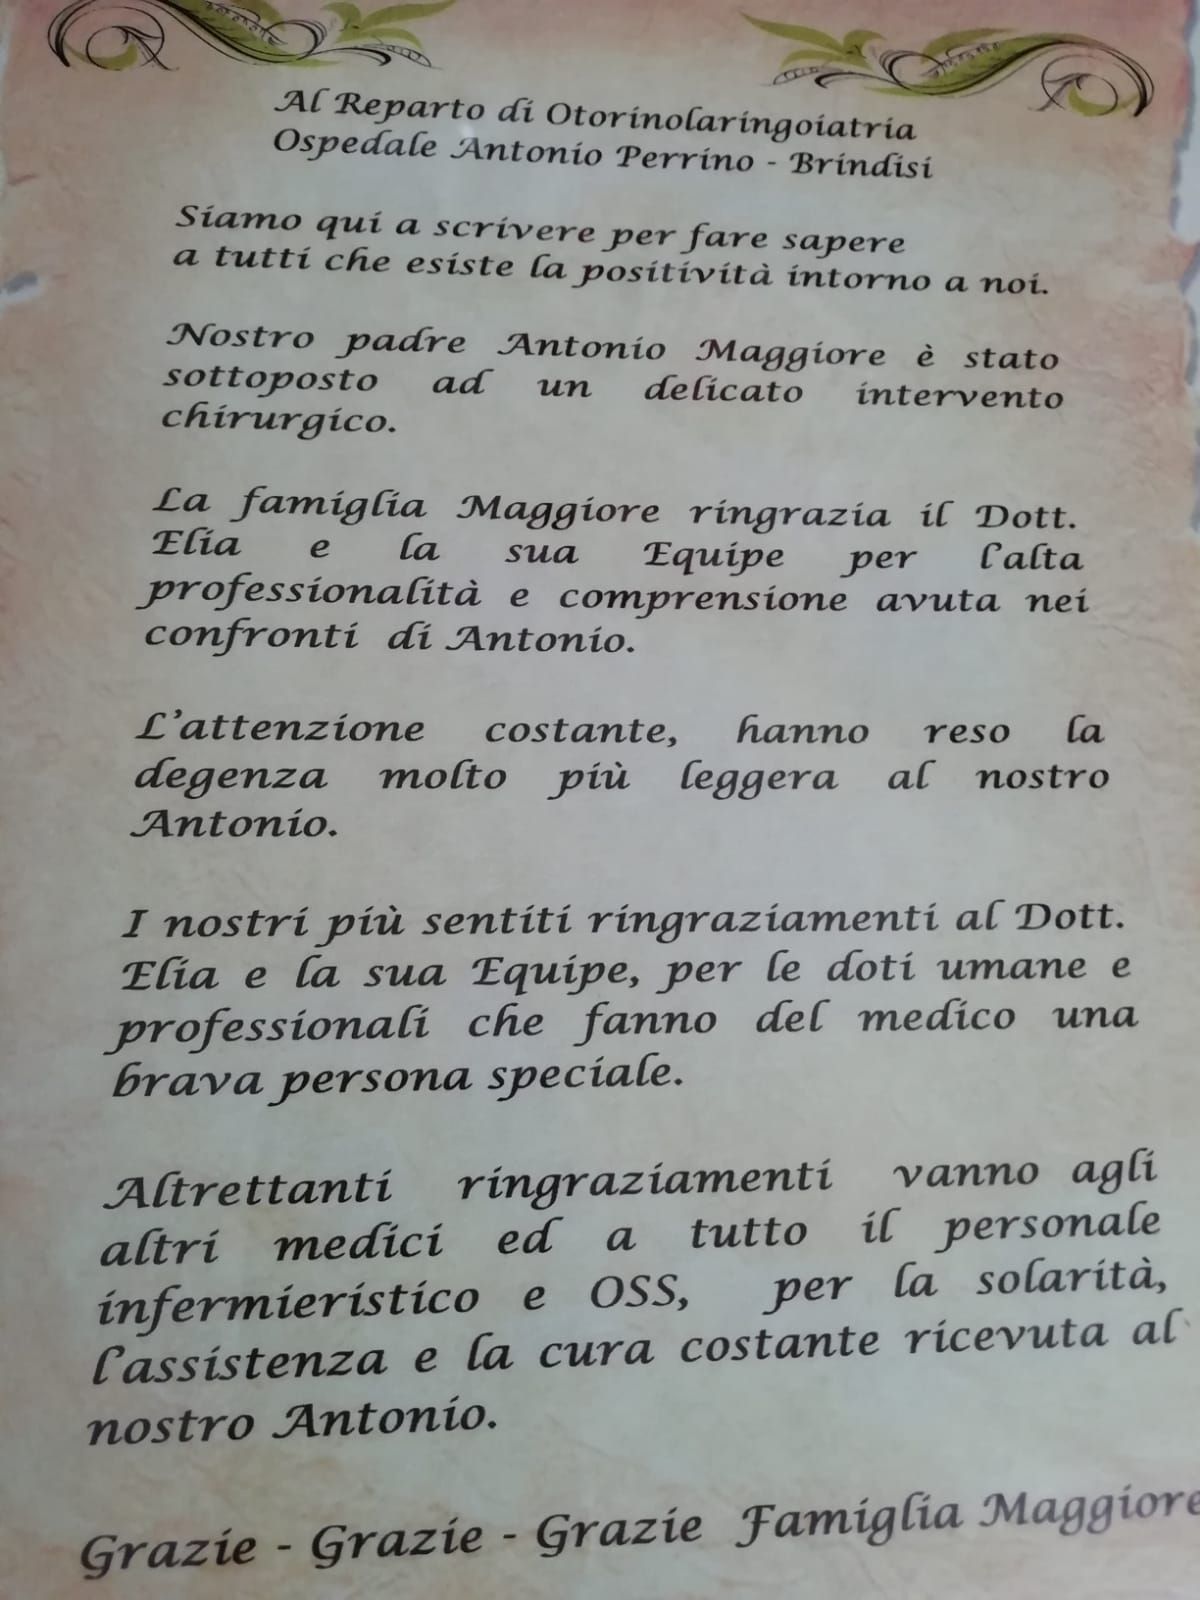 Al Reparto di Otorinolaringoiatria
Ospedale Antonio Perrino - Brindisi
Siamo qui a scrivere per fare sapere
a tutti che esiste la positività intorno a noi.
Nostro padre Antonio Maggiore è stato
sottoposto ad un delicato intervento
chirurgico.
La famiglia Maggiore ringrazia il Dott.
Elia e la sua Equipe per l'alta
professionalità e comprensione avuta nei
confronti di Antonio.
L'attenzione costante, hanno reso la
degenza molto più leggera al nostro
Antonio.
I nostri più sentiti ringraziamenti al Dott.
Elia e la sua Equipe, per le doti umane e
professionali che fanno del medico una
brava persona speciale.
Altrettanti ringraziamenti vanno agli
altri medici ed a tutto il personale
infermieristico e OSS, per la solarità,
l'assistenza e la cura costante ricevuta al
nostro Antonio.
Grazie - Grazie - Grazie Famiglia Maggiore